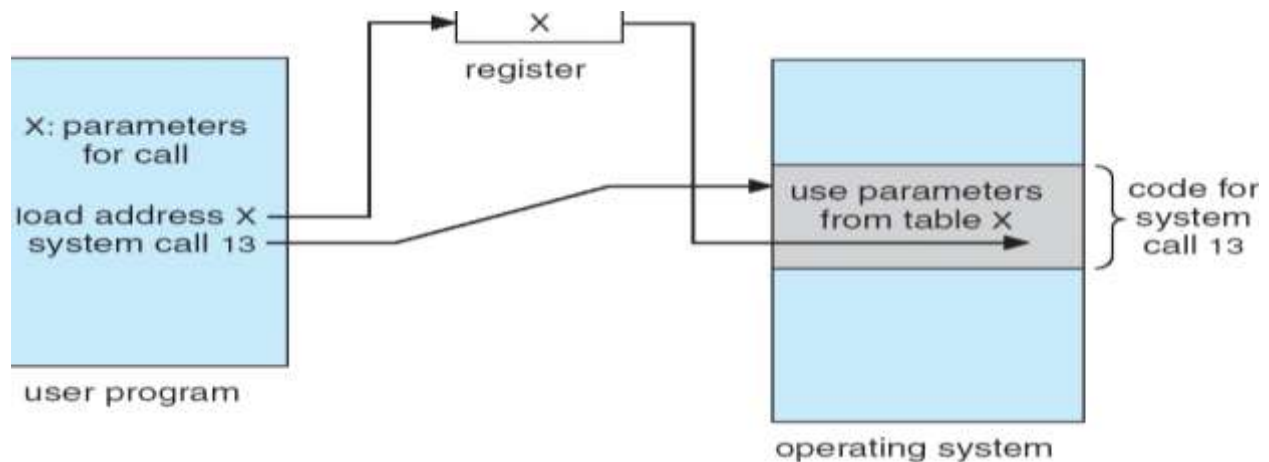 X
register
X: parameters
for call
load address X
system call 13
use parameters
from table X
code for
system
call 13
user program
operating system